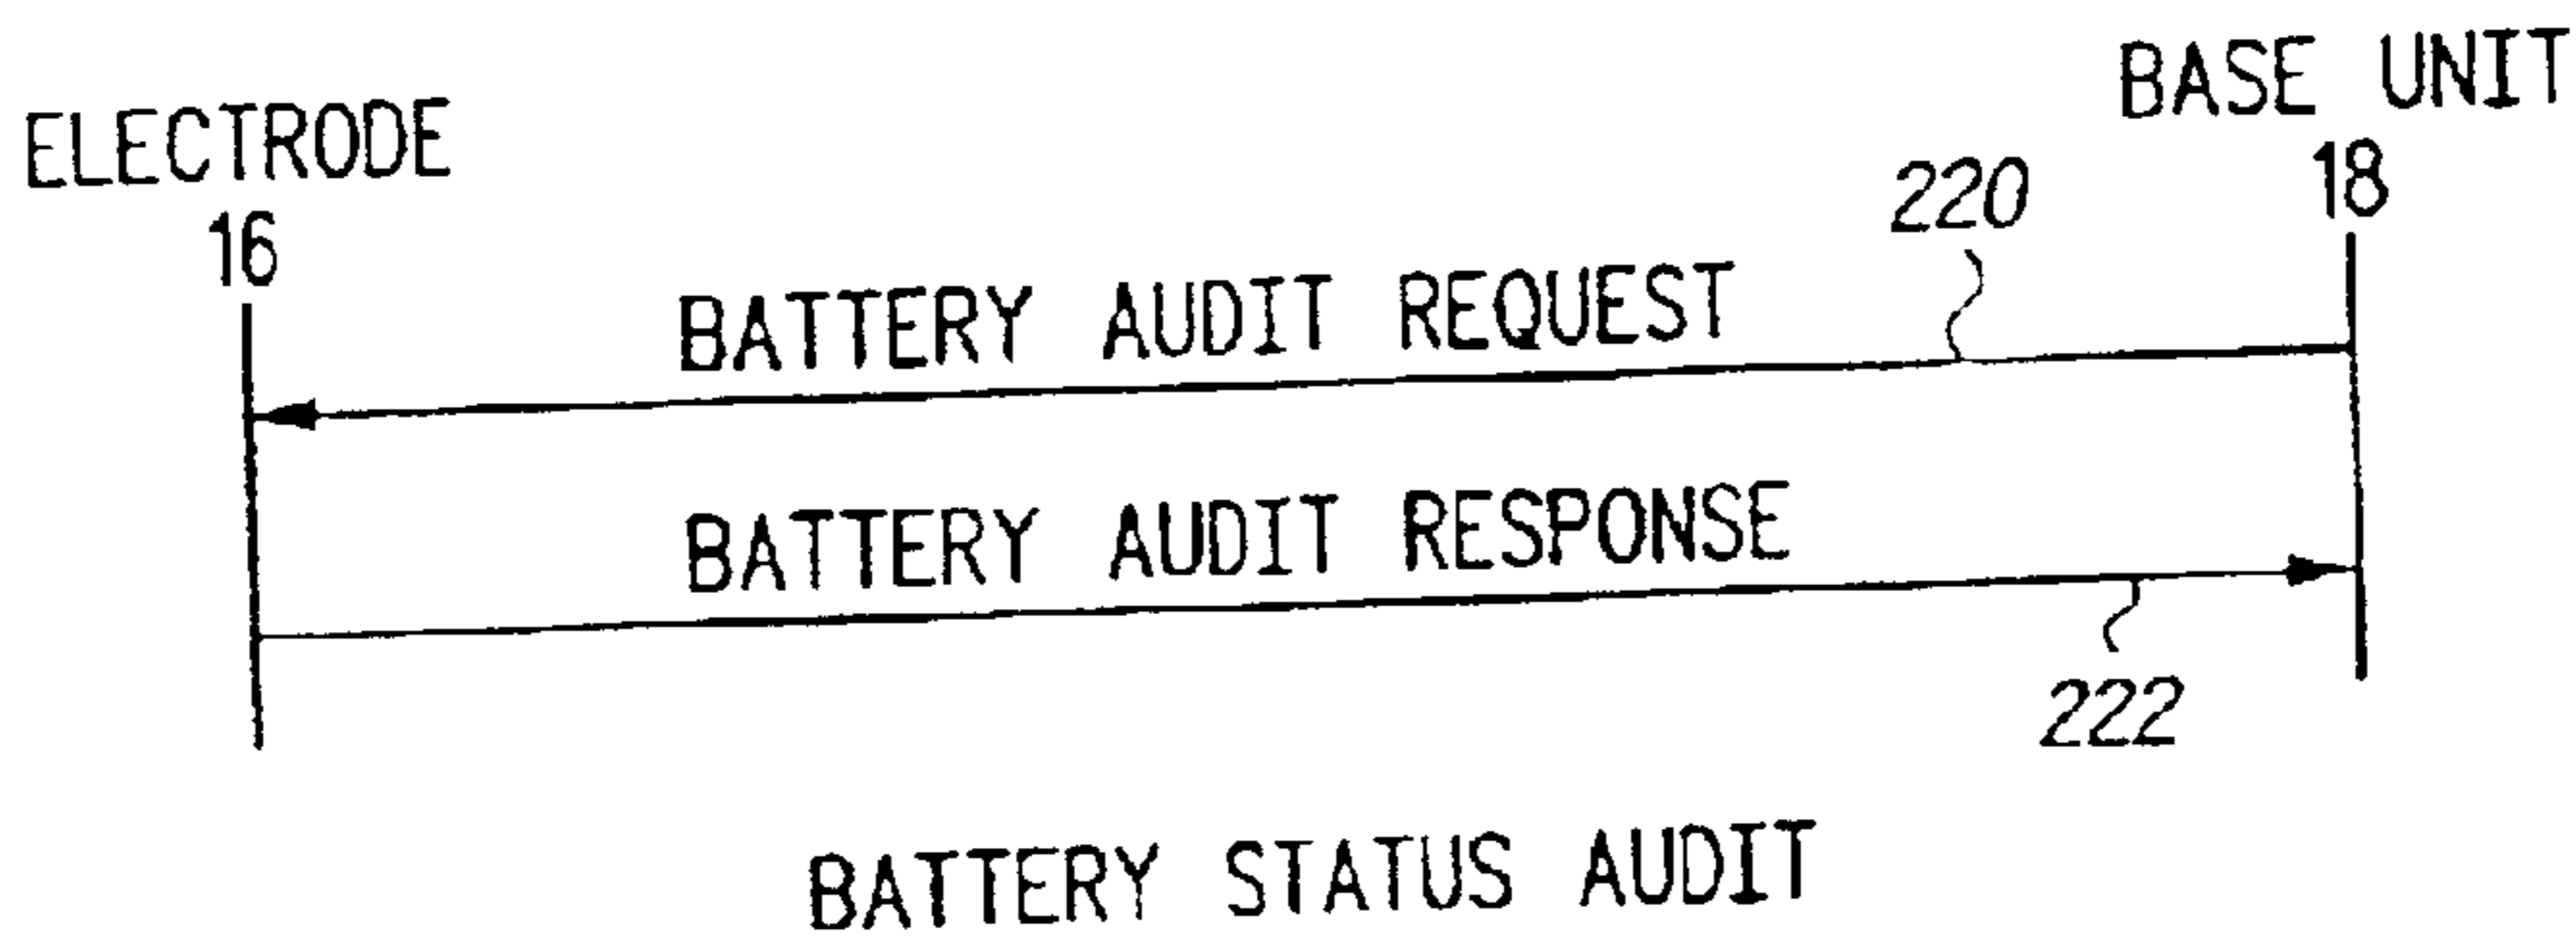 ELECTRODE
16
BASE UNIT
18
220
BATTERY AUDIT REQUEST
BATTERY AUDIT RESPONSE
222
BATTERY STATUS AUDIT